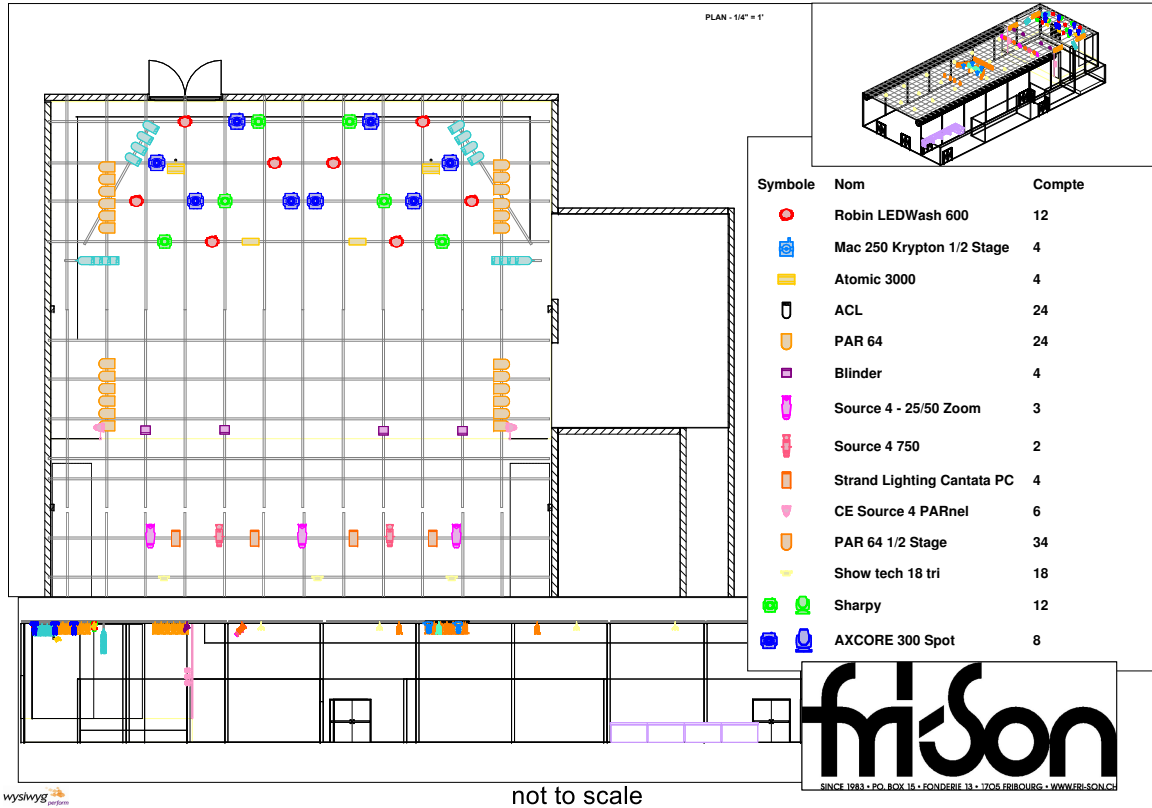 PLAN - 1/4" = 1'
Symbole Nom Compte
Robin LEDWash 600 12
Mac 250 Krypton 1/2 Stage 4
Atomic 3000 4
ACL 24
PAR 64 24
Blinder 4
Source 4 - 25/50 Zoom 3
Source 4 750 2
Strand Lighting Cantata PC 4
CE Source 4 PARnel 6
PAR 64 1/2 Stage 34
Show tech 18 tri 18
Sharpy 12
AXCORE 300 Spot 8
fri-son
SINCE 1983 • PO. BOX 15 • FONDERIE 13 • 1705 FRIBOURG • WWW.FRI-SON.CH
wysiwyg
perform
not to scale